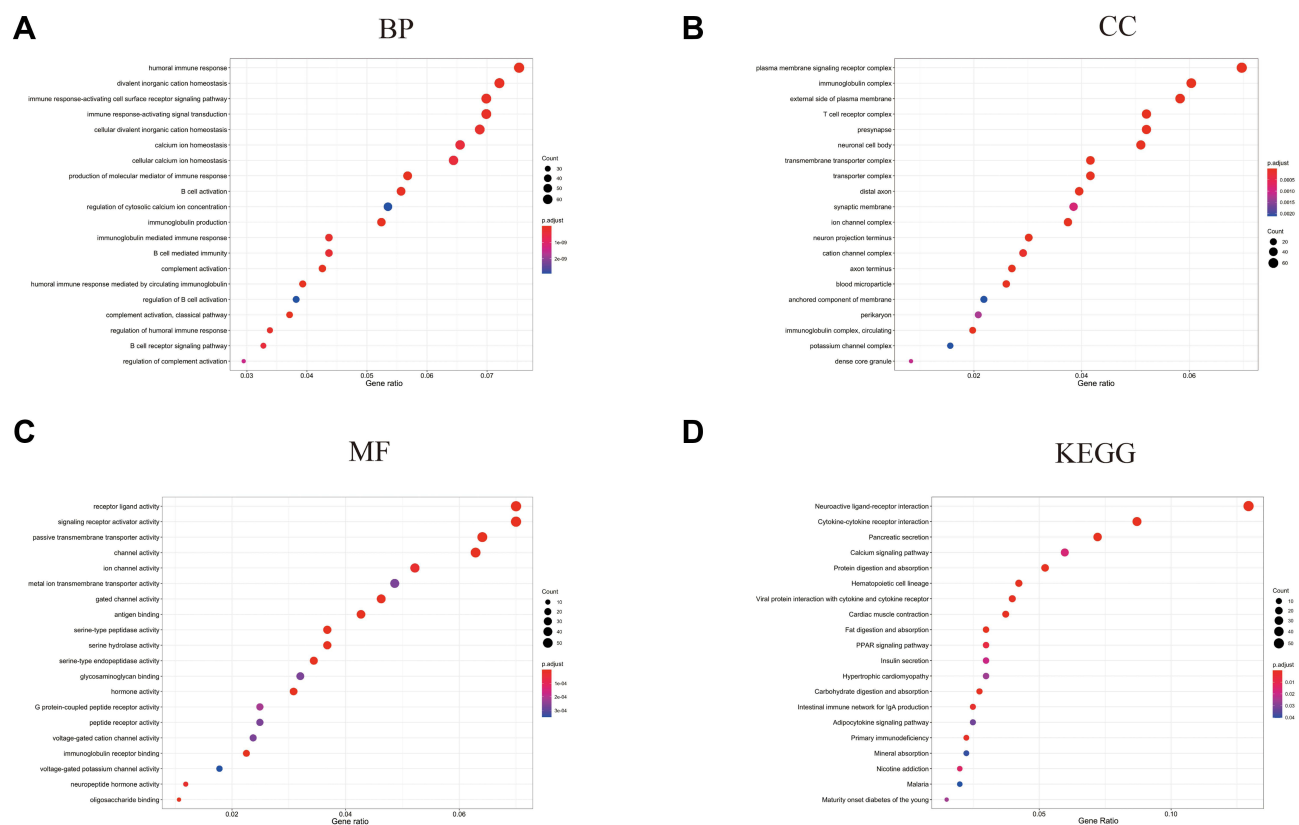 A
BP
humoral immune response
divalent inorganic cation homeostasis
immune response-activating cell surface receptor signaling pathway
immune response-activating signal transduction
cellular divalent inorganic cation homeostasis
calcium ion homeostasis
cellular calcium ion homeostasis
production of molecular mediator of immune response
B cell activation
regulation of cytosolic calcium ion concentration
immunoglobulin production
immunoglobulin mediated immune response
B cell mediated immunity
complement activation
humoral immune response mediated by circulating immunoglobulin
regulation of B cell activation
complement activation, classical pathway
regulation of humoral immune response
B cell receptor signaling pathway
regulation of complement activation
0.03 0.04 0.05 0.06 0.07
Gene ratio
Count
30
40
50
60
p.adjust
1e-09
2e-09
B
CC
plasma membrane signaling receptor complex
immunoglobulin complex
external side of plasma membrane
T cell receptor complex
presynapse
neuronal cell body
transmembrane transporter complex
transporter complex
distal axon
synaptic membrane
ion channel complex
neuron projection terminus
cation channel complex
axon terminus
blood microparticle
anchored component of membrane
perikaryon
immunoglobulin complex, circulating
potassium channel complex
dense core granule
0.02 0.04 0.06
Gene ratio
p.adjust
0.0005
0.0010
0.0015
0.0020
Count
20
40
60
C
MF
receptor ligand activity
signaling receptor activator activity
passive transmembrane transporter activity
channel activity
ion channel activity
metal ion transmembrane transporter activity
gated channel activity
antigen binding
serine-type peptidase activity
serine hydrolase activity
serine-type endopeptidase activity
glycosaminoglycan binding
hormone activity
G protein-coupled peptide receptor activity
peptide receptor activity
voltage-gated cation channel activity
immunoglobulin receptor binding
voltage-gated potassium channel activity
neuropeptide hormone activity
oligosaccharide binding
0.02 0.04 0.06
Gene ratio
Count
10
20
30
40
50
p.adjust
1e-04
2e-04
3e-04
D
KEGG
Neuroactive ligand-receptor interaction
Cytokine-cytokine receptor interaction
Pancreatic secretion
Calcium signaling pathway
Protein digestion and absorption
Hematopoietic cell lineage
Viral protein interaction with cytokine and cytokine receptor
Cardiac muscle contraction
Fat digestion and absorption
PPAR signaling pathway
Insulin secretion
Hypertrophic cardiomyopathy
Carbohydrate digestion and absorption
Intestinal immune network for IgA production
Adipocytokine signaling pathway
Primary immunodeficiency
Mineral absorption
Nicotine addiction
Malaria
Maturity onset diabetes of the young
0.05 0.10
Gene Ratio
Count
10
20
30
40
50
p.adjust
0.01
0.02
0.03
0.04